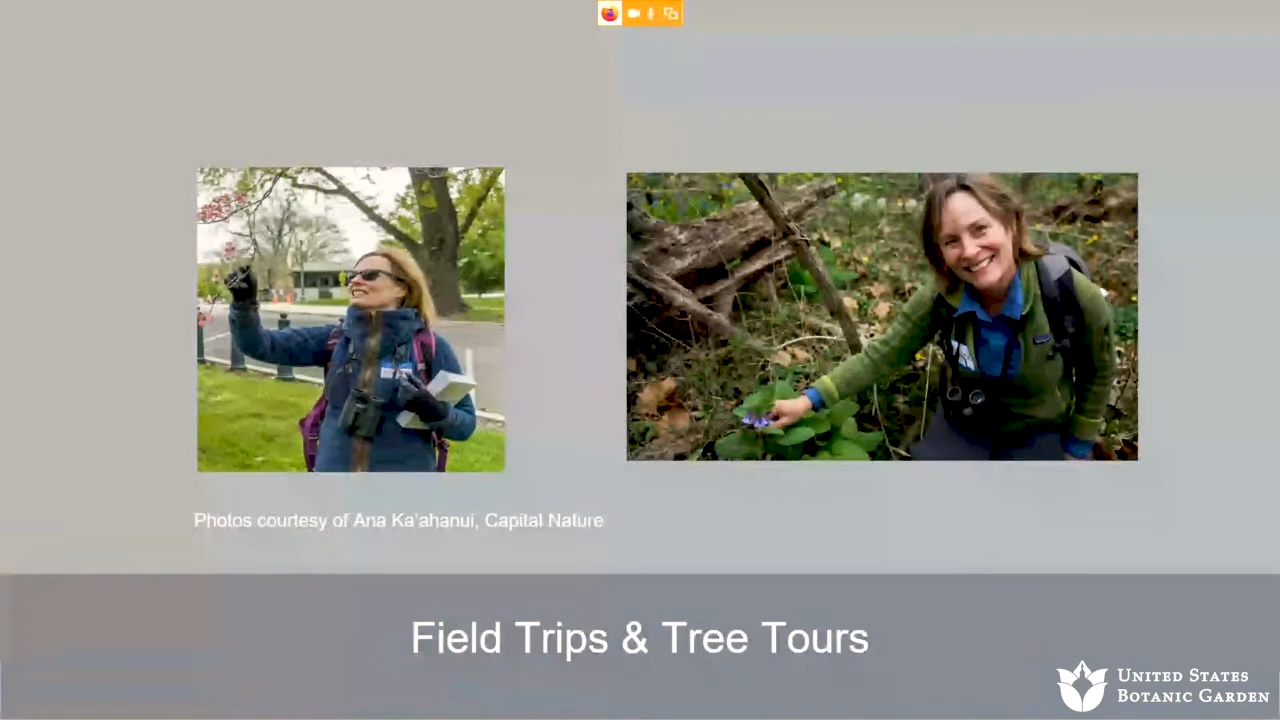 Photos courtesy of Ana Ka'ahanui, Capital Nature
Field Trips & Tree Tours
UNITED STATES
BOTANIC GARDEN